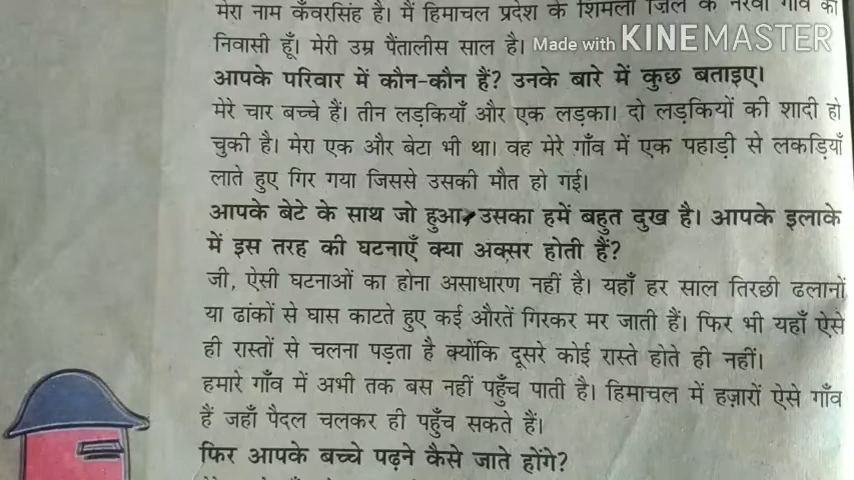 मेरा नाम कँवरसिंह है। मैं हिमाचल प्रदेश के शिमला ज़िले के नेरवा गाँव का
निवासी हूँ। मेरी उम्र पैंतालीस साल है। Made with KINEMASTER
आपके परिवार में कौन-कौन हैं? उनके बारे में कुछ बताइए।
मेरे चार बच्चे हैं। तीन लड़कियाँ और एक लड़का। दो लड़कियों की शादी हो
चुकी है। मेरा एक और बेटा भी था। वह मेरे गाँव में एक पहाड़ी से लकड़ियाँ
लाते हुए गिर गया जिससे उसकी मौत हो गई।
आपके बेटे के साथ जो हुआ, उसका हमें बहुत दुख है। आपके इलाके
में इस तरह की घटनाएँ क्या अक्सर होती हैं?
जी, ऐसी घटनाओं का होना असाधारण नहीं है। यहाँ हर साल तिरछी ढलानों
या ढांकों से घास काटते हुए कई औरतें गिरकर मर जाती हैं। फिर भी यहाँ ऐसे
ही रास्तों से चलना पड़ता है क्योंकि दूसरे कोई रास्ते होते ही नहीं।
हमारे गाँव में अभी तक बस नहीं पहुँच पाती है। हिमाचल में हज़ारों ऐसे गाँव
हैं जहाँ पैदल चलकर ही पहुँच सकते हैं।
फिर आपके बच्चे पढ़ने कैसे जाते होंगे?